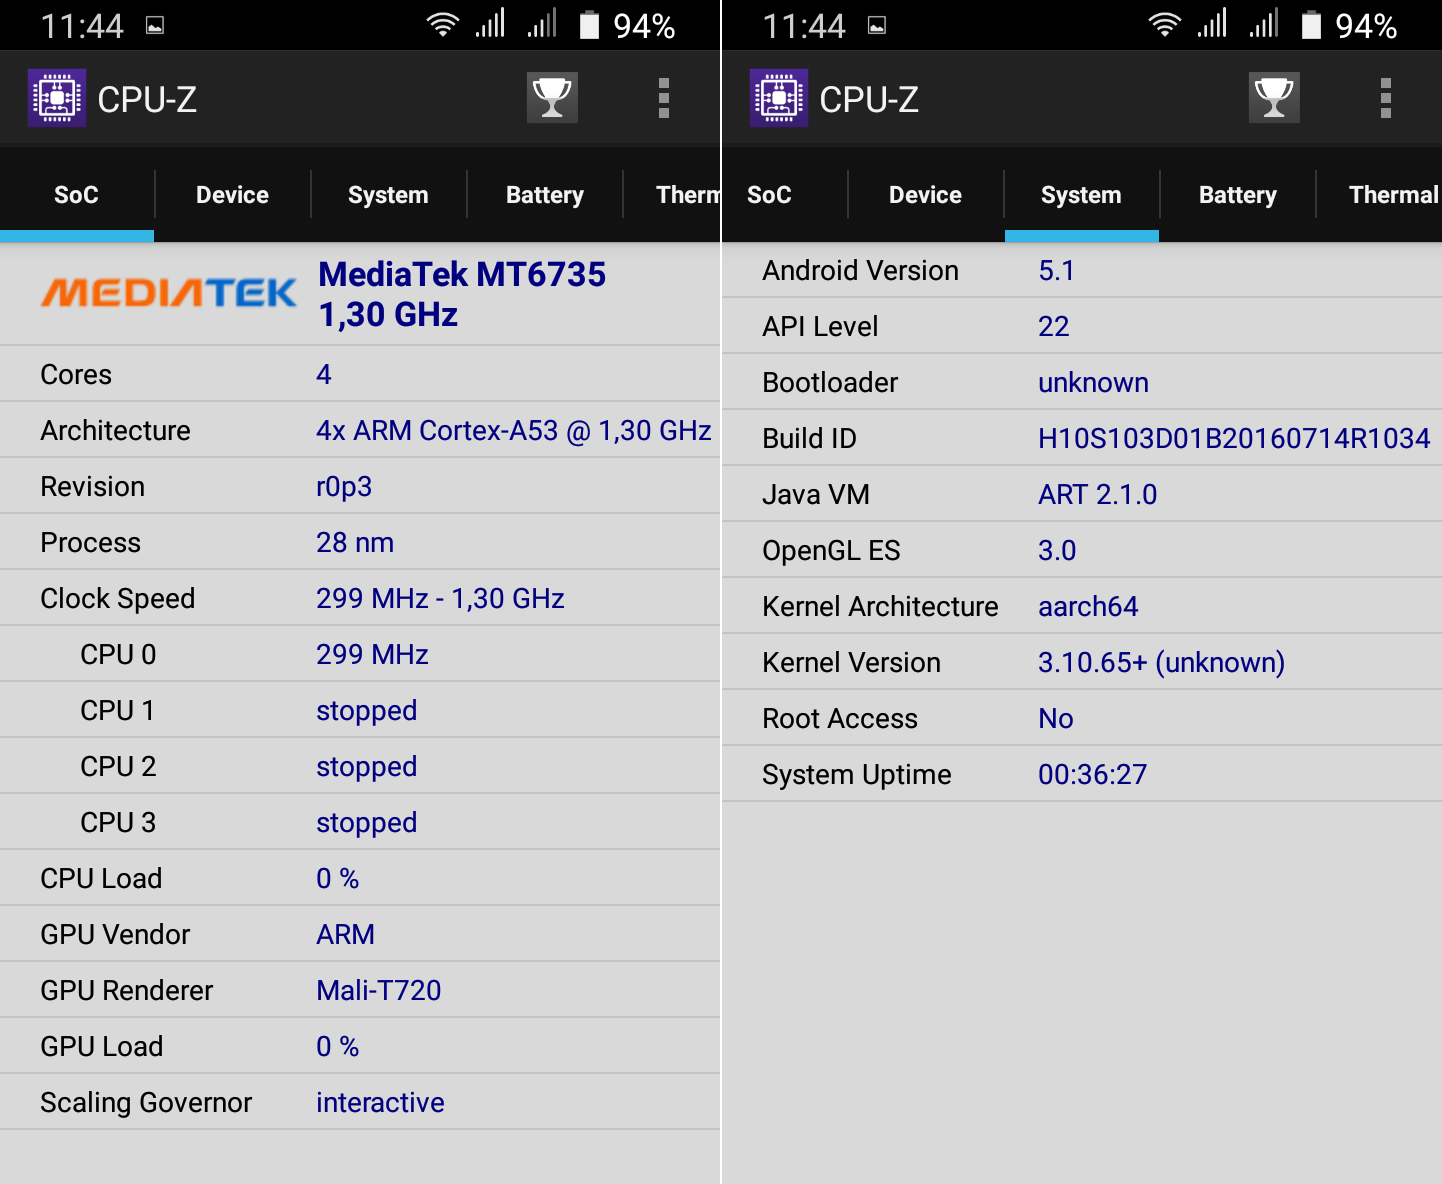 11:44 94%
CPU-Z
SoC Device System Battery Therm
MEDIATEK MediaTek MT6735
1,30 GHz
Cores 4
Architecture 4x ARM Cortex-A53 @ 1,30 GHz
Revision r0p3
Process 28 nm
Clock Speed 299 MHz - 1,30 GHz
CPU 0 299 MHz
CPU 1 stopped
CPU 2 stopped
CPU 3 stopped
CPU Load 0 %
GPU Vendor ARM
GPU Renderer Mali-T720
GPU Load 0 %
Scaling Governor interactive
11:44 94%
CPU-Z
SoC Device System Battery Thermal
Android Version 5.1
API Level 22
Bootloader unknown
Build ID H10S103D01B20160714R1034
Java VM ART 2.1.0
OpenGL ES 3.0
Kernel Architecture aarch64
Kernel Version 3.10.65+ (unknown)
Root Access No
System Uptime 00:36:27